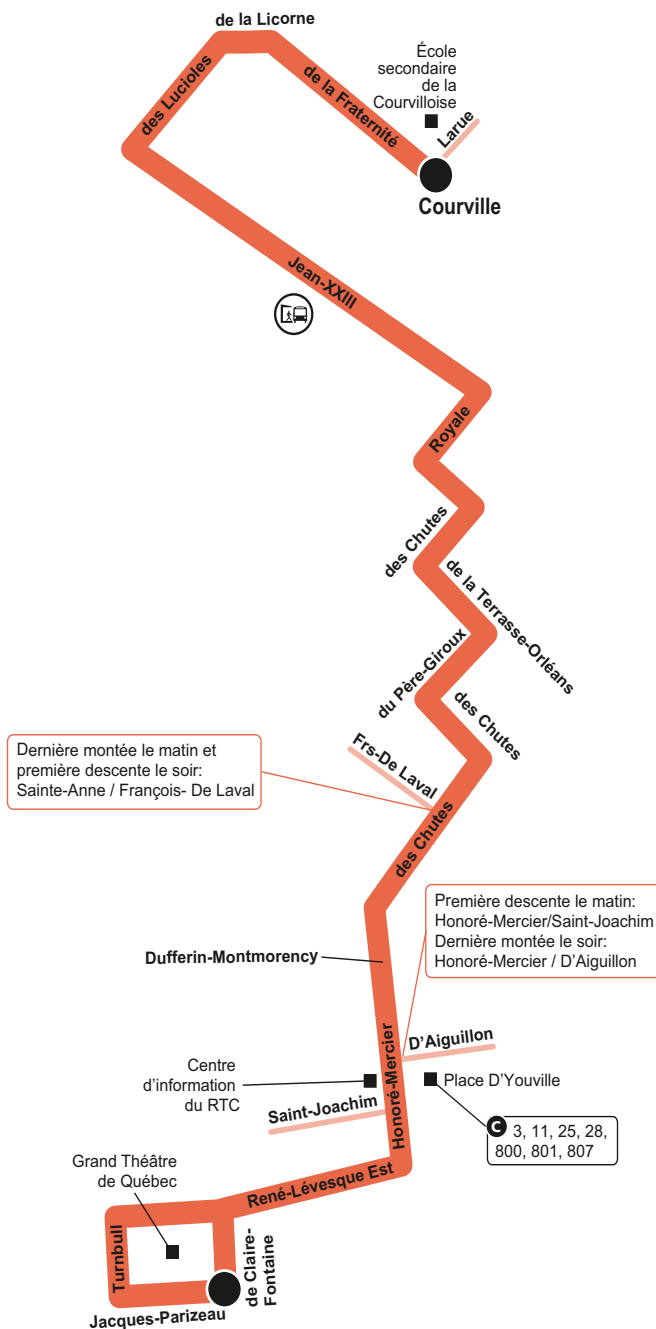 de la Licorne
École
secondaire
de la
Courvilloise
des Lucioles
de la Fraternité
Larue
Courville
Jean-XXIII
Royale
des Chutes
de la Terrasse-Orléans
du Père-Giroux
des Chutes
Frs-De Laval
Dernière montée le matin et
première descente le soir:
Sainte-Anne / François- De Laval
des Chutes
Première descente le matin:
Honoré-Mercier/Saint-Joachim
Dernière montée le soir:
Honoré-Mercier / D'Aiguillon
Dufferin-Montmorency
Honoré-Mercier
D'Aiguillon
Centre
d'information
du RTC
Place D'Youville
Saint-Joachim
C 3, 11, 25, 28,
800, 801, 807
Grand Théâtre
de Québec
René-Lévesque Est
Turnbull
de Claire-
Fontaine
Jacques-Parizeau